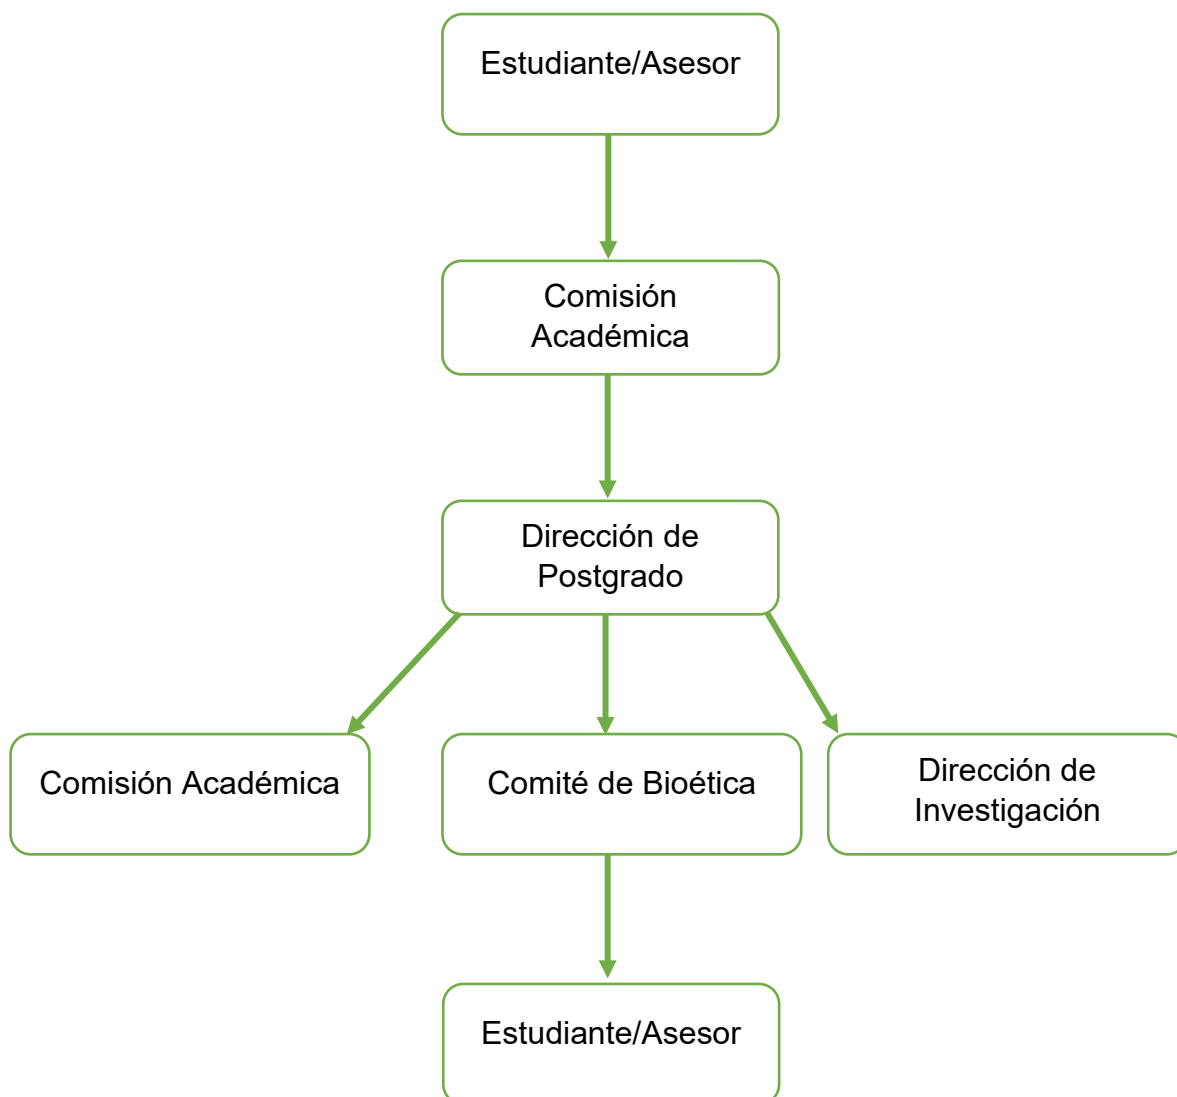 Estudiante/Asesor
Comisión
Académica
Dirección de
Postgrado
Comisión Académica
Comité de Bioética
Dirección de
Investigación
Estudiante/Asesor